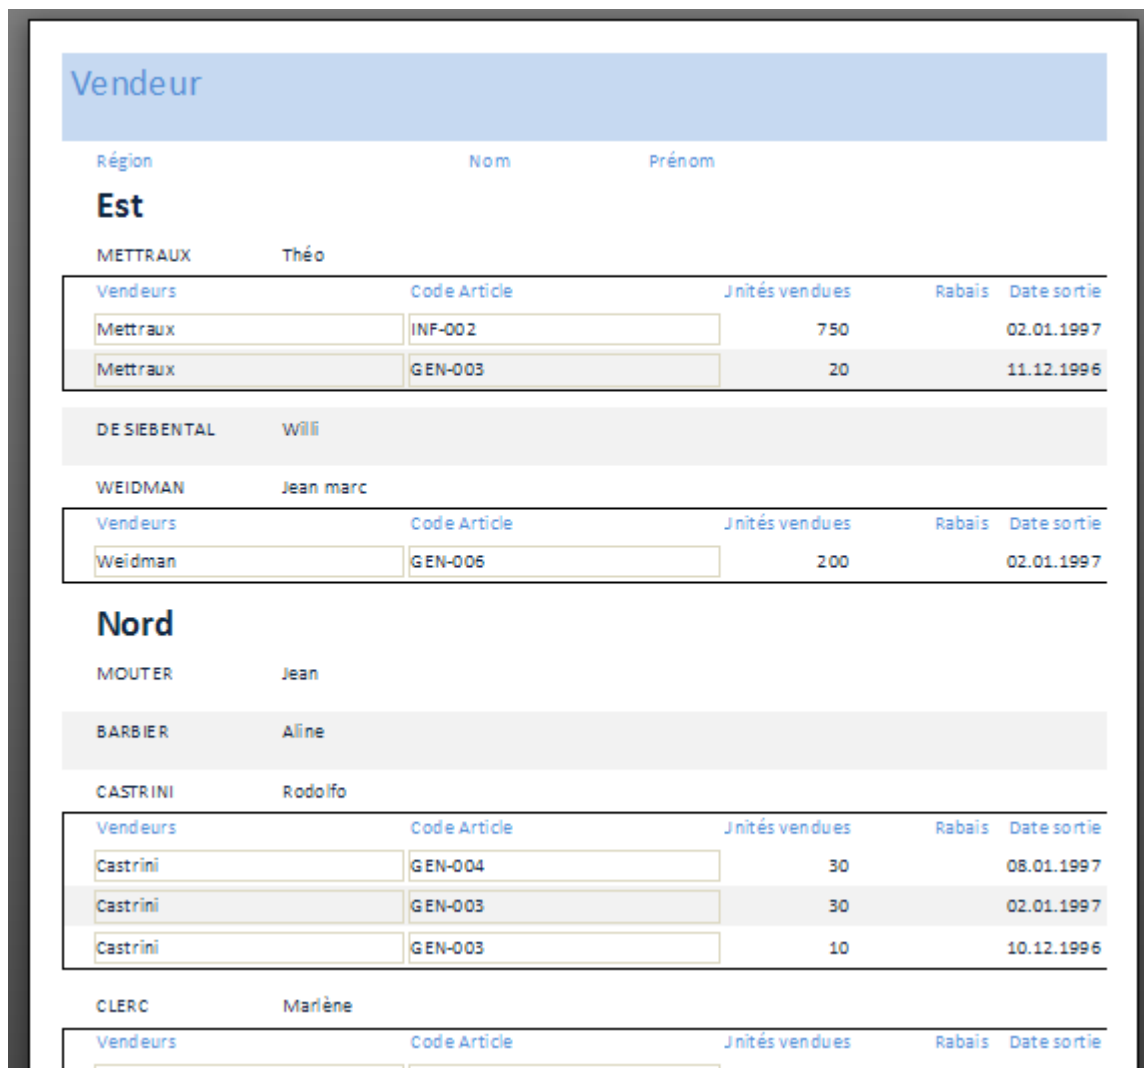 Vendeur
Région Nom Prénom
Est
METTRAUX Théo
Vendeurs Code Article Jnités vendues Rabais Date sortie
Mettraux INF-002 750 02.01.1997
Mettraux GEN-003 20 11.12.1996
DE SIEBENTAL Willi
WEIDMAN Jean marc
Vendeurs Code Article Jnités vendues Rabais Date sortie
Weidman GEN-006 200 02.01.1997
Nord
MOUTER Jean
BARBIER Aline
CASTRINI Rodolfo
Vendeurs Code Article Jnités vendues Rabais Date sortie
Castrini GEN-004 30 08.01.1997
Castrini GEN-003 30 02.01.1997
Castrini GEN-003 10 10.12.1996
CLERC Marlène
Vendeurs Code Article Jnités vendues Rabais Date sortie